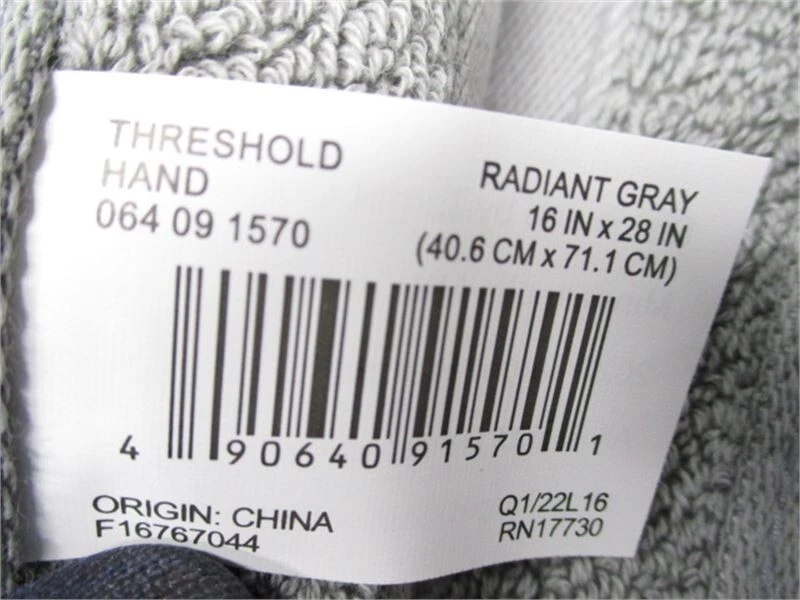 THRESHOLD
HAND
064 09 1570
RADIANT GRAY
16 IN x 28 IN
(40.6 CM x 71.1 CM)
4 90640 91570 1
ORIGIN: CHINA
F16767044
Q1/22L16
RN17730